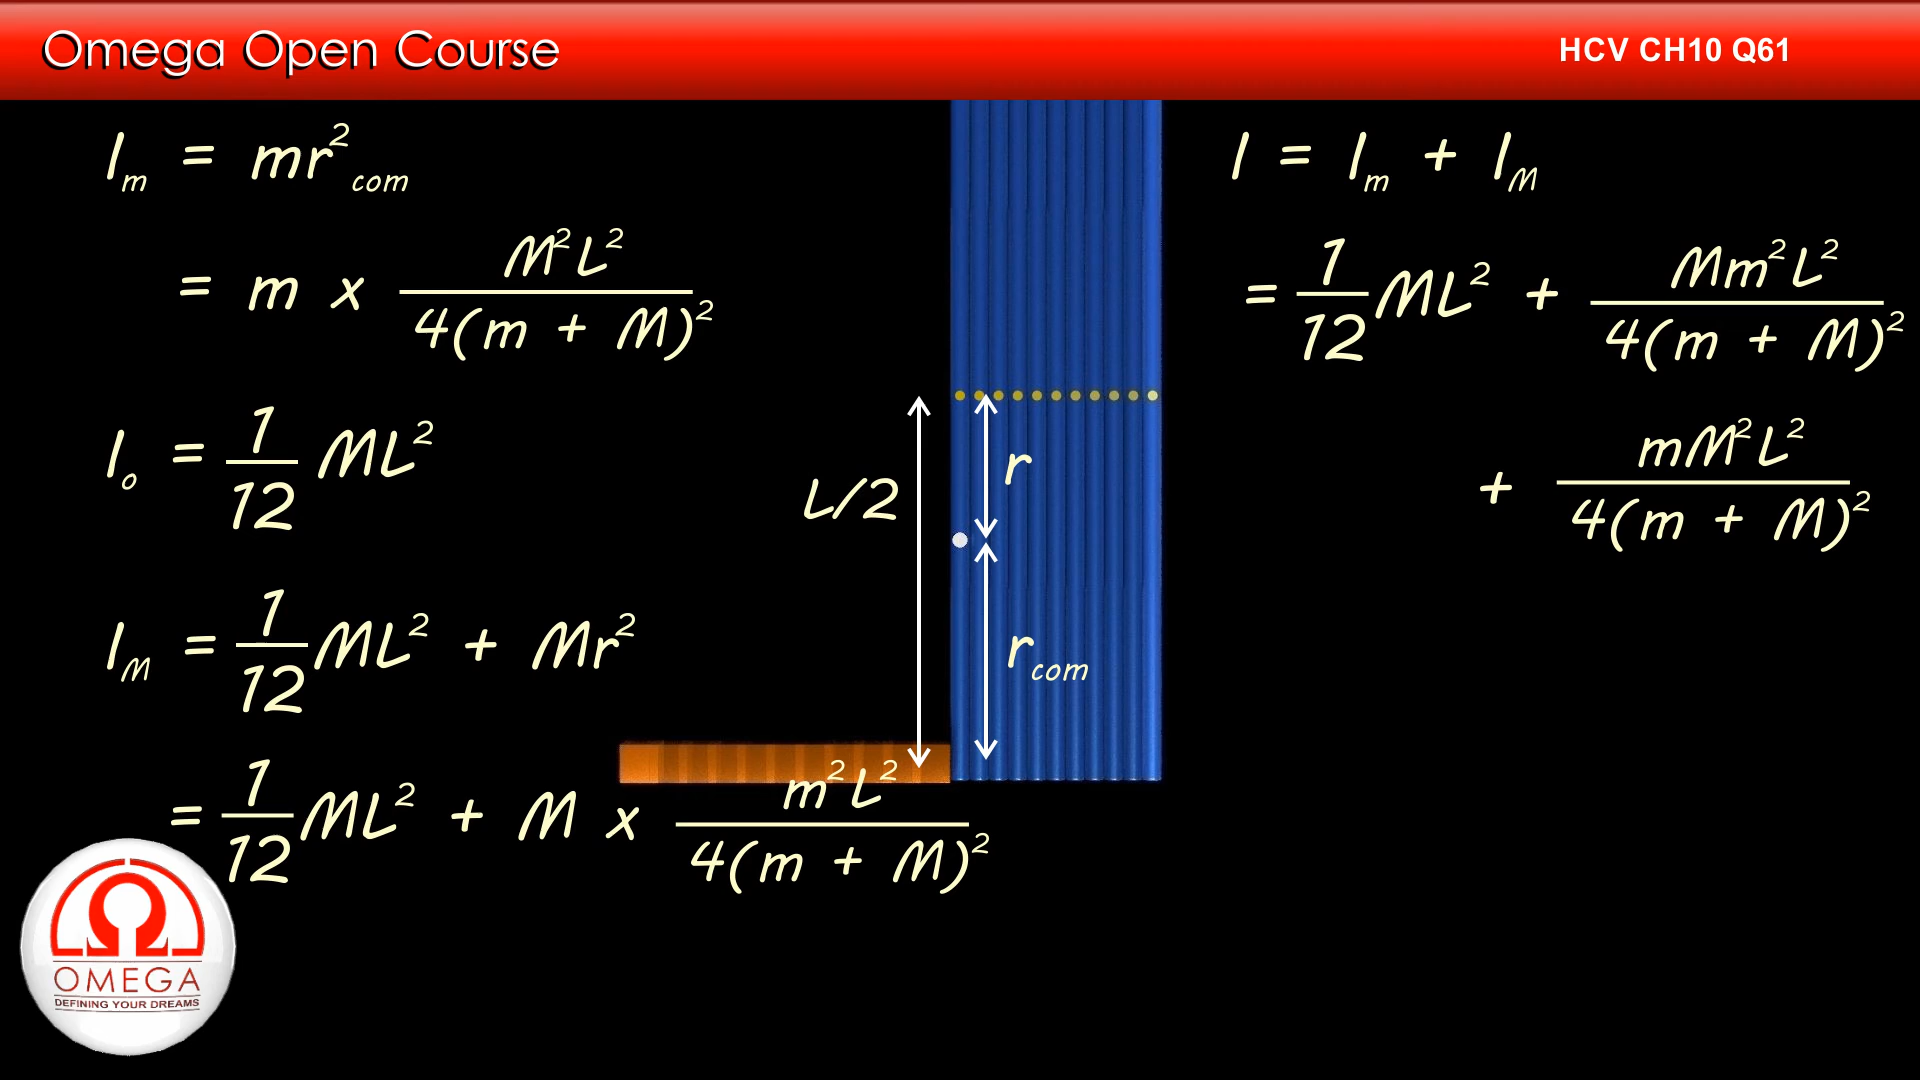 Omega Open Course
HCV CH10 Q61
I_m = mr²_com
= m x M²L² / 4(m + M)²
I_o = 1/12 ML²
I_M = 1/12 ML² + Mr²
= 1/12 ML² + M x m²L² / 4(m + M)²
L/2
r
r_com
I = I_m + I_M
= 1/12 ML² + Mm²L² / 4(m + M)²
+ mM²L² / 4(m + M)²
OMEGA
DEFINING YOUR DREAMS